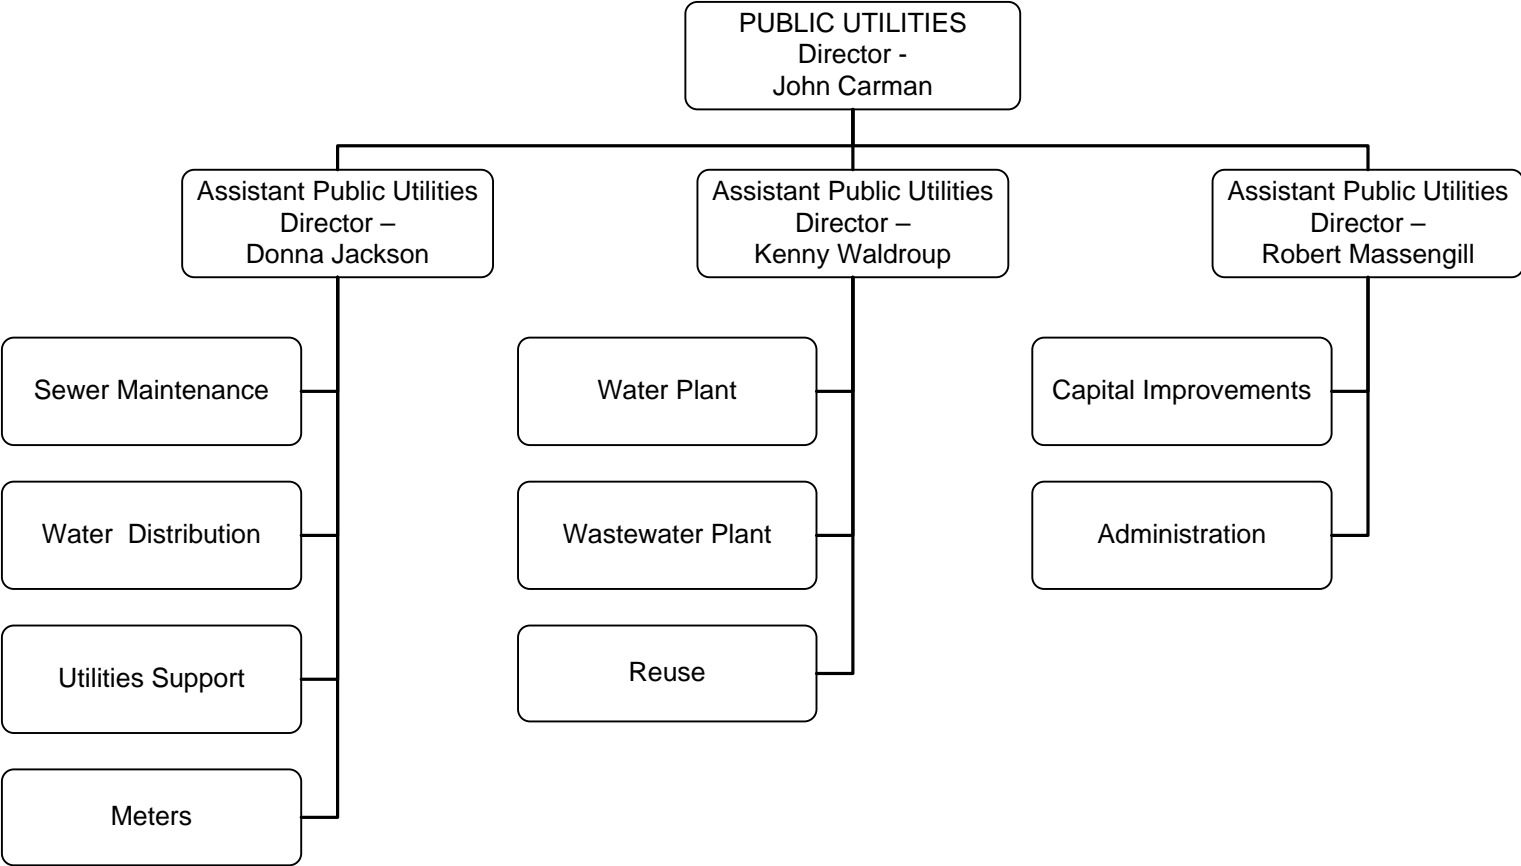 PUBLIC UTILITIES
Director -
John Carman
Assistant Public Utilities
Director –
Donna Jackson
Assistant Public Utilities
Director –
Kenny Waldroup
Assistant Public Utilities
Director –
Robert Massengill
Sewer Maintenance
Water Plant
Capital Improvements
Water  Distribution
Wastewater Plant
Administration
Utilities Support
Reuse
Meters